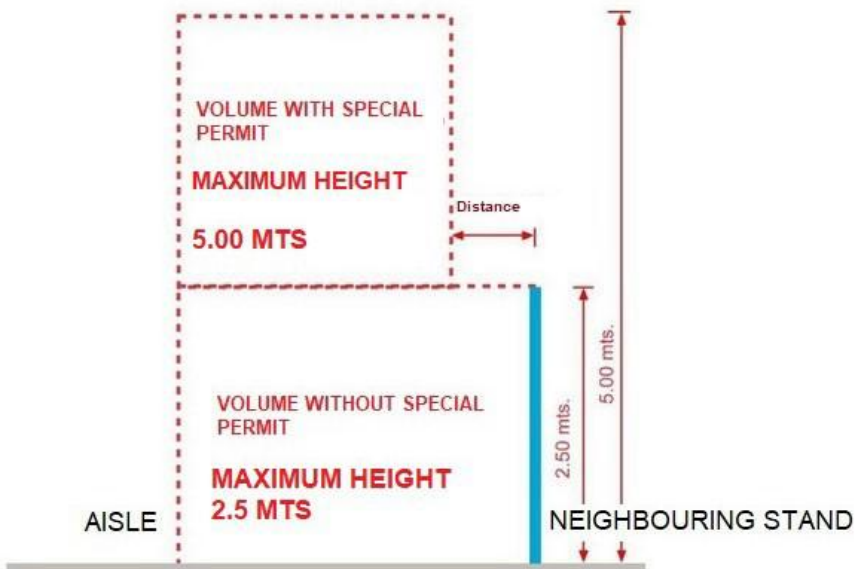 VOLUME WITH SPECIAL
PERMIT
MAXIMUM HEIGHT
5.00 MTS
Distance
VOLUME WITHOUT SPECIAL
PERMIT
MAXIMUM HEIGHT
2.5 MTS
2.50 mts.
5.00 mts.
AISLE
NEIGHBOURING STAND